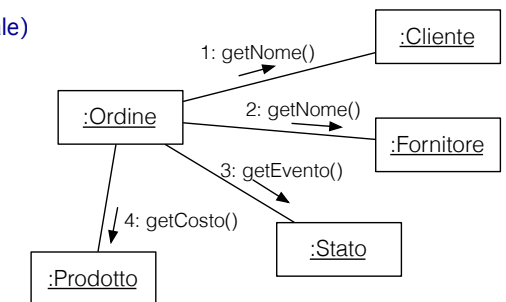 le)
:Cliente
1: getNome()
:Ordine
2: getNome()
:Fornitore
3: getEvento()
4: getCosto()
:Stato
:Prodotto